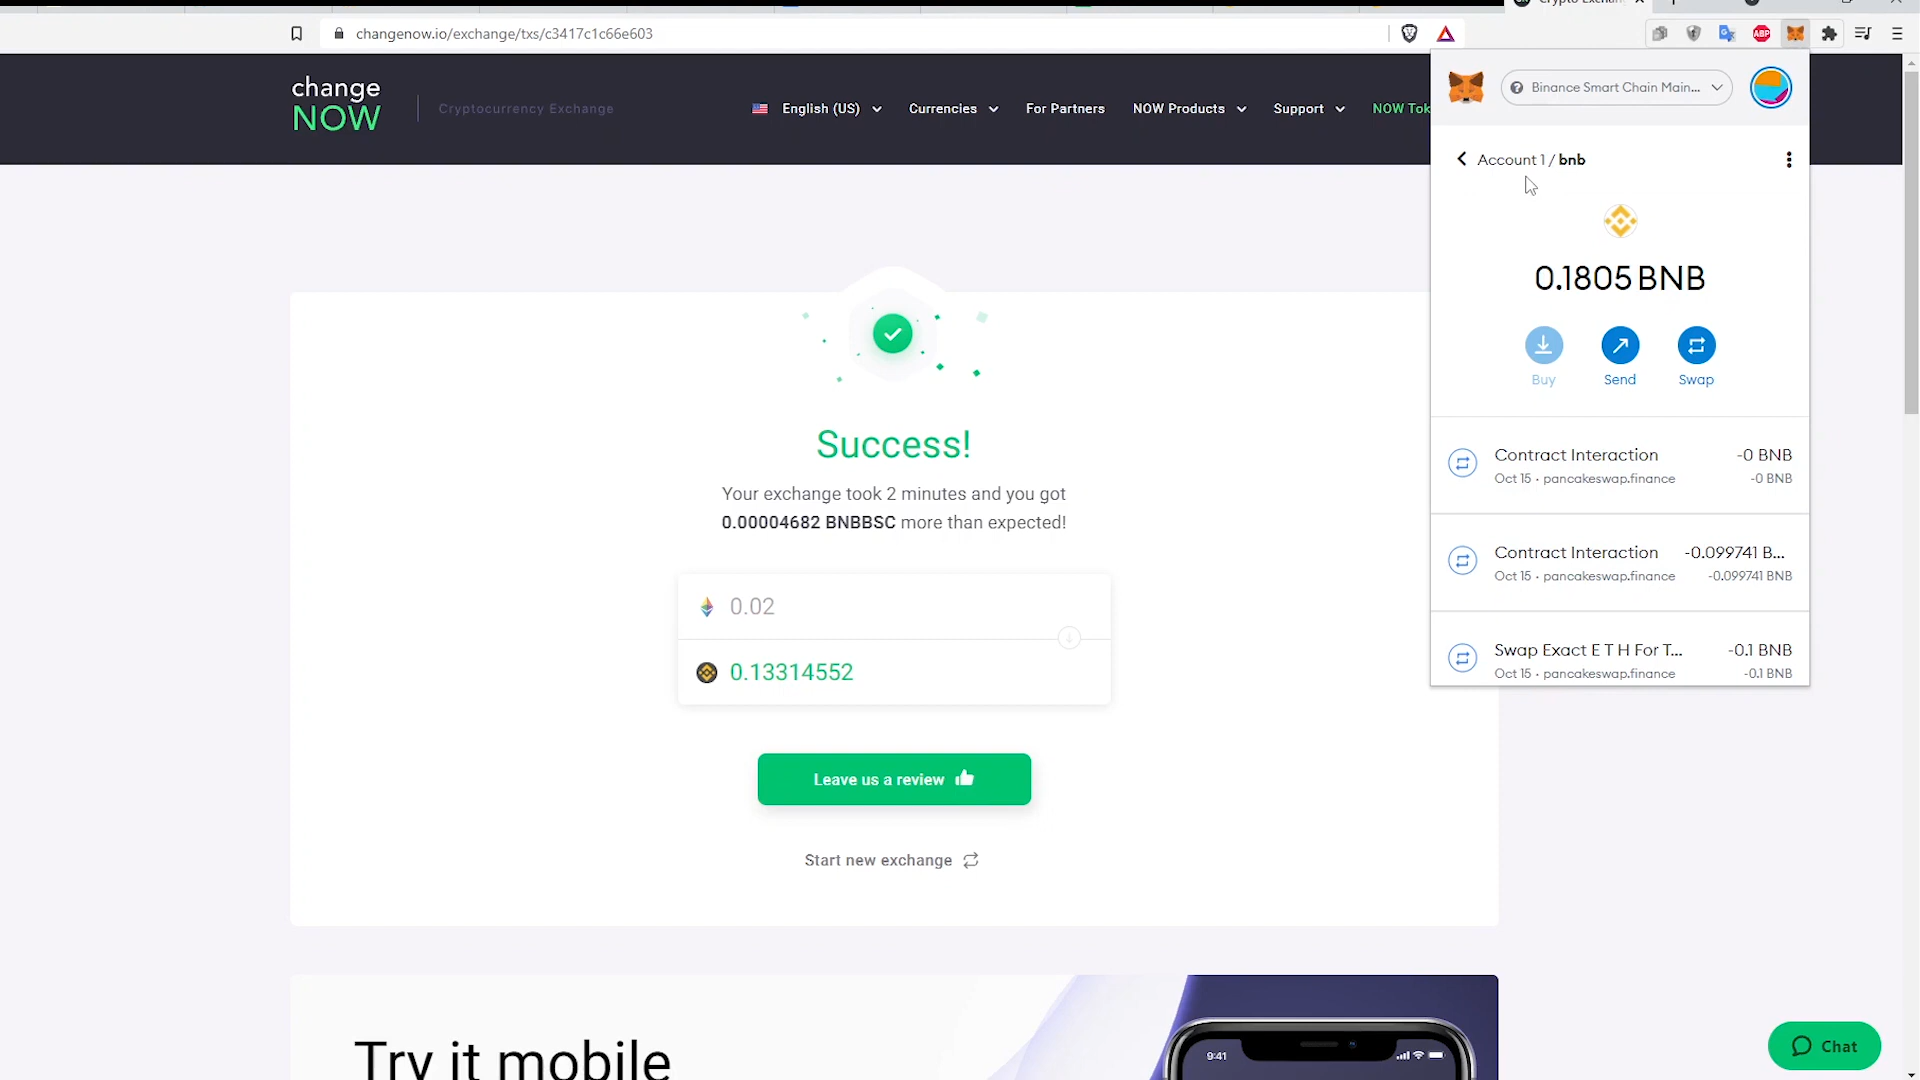 Crypto Exchan
changenow.io/exchange/txs/c3417c1c66e603
ABP
change
NOW
Cryptocurrency Exchange
English (US)
Currencies
For Partners
NOW Products
Support
NOW Tok
Binance Smart Chain Main...
Account 1 / bnb
0.1805 BNB
Buy
Send
Swap
Contract Interaction
-0 BNB
Oct 15 · pancakeswap.finance
-0 BNB
Contract Interaction
-0.099741 B...
Oct 15 · pancakeswap.finance
-0.099741 BNB
Swap Exact E T H For T...
-0.1 BNB
Oct 15 · pancakeswap.finance
-0.1 BNB
Success!
Your exchange took 2 minutes and you got
0.00004682 BNBBSC more than expected!
0.02
0.13314552
Leave us a review
Start new exchange
Try it mobile
9:41
Chat